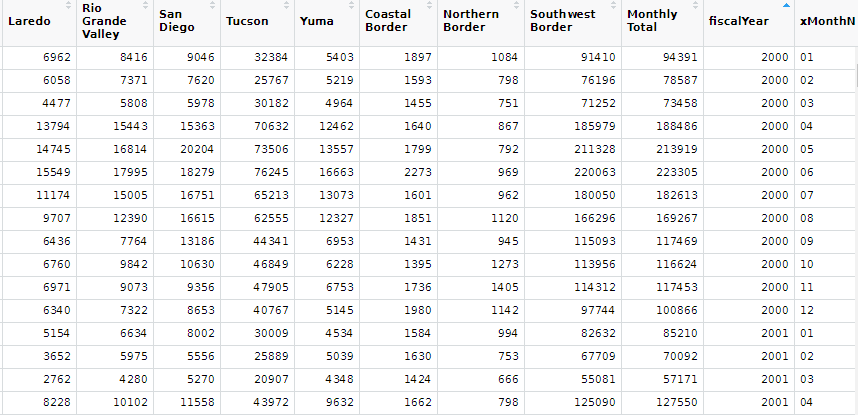 Laredo Rio Grande Valley San Diego Tucson Yuma Coastal Border Northern Border Southwest Border Monthly Total fiscalYear xMonthN
6962 8416 9046 32384 5403 1897 1084 91410 94391 2000 01
6058 7371 7620 25767 5219 1593 798 76196 78587 2000 02
4477 5808 5978 30182 4964 1455 751 71252 73458 2000 03
13794 15443 15363 70632 12462 1640 867 185979 188486 2000 04
14745 16814 20204 73506 13557 1799 792 211328 213919 2000 05
15549 17995 18279 76245 16663 2273 969 220063 223305 2000 06
11174 15005 16751 65213 13073 1601 962 180050 182613 2000 07
9707 12390 16615 62555 12327 1851 1120 166296 169267 2000 08
6436 7764 13186 44341 6953 1431 945 115093 117469 2000 09
6760 9842 10630 46849 6228 1395 1273 113956 116624 2000 10
6971 9073 9356 47905 6753 1736 1405 114312 117453 2000 11
6340 7322 8653 40767 5145 1980 1142 97744 100866 2000 12
5154 6634 8002 30009 4534 1584 994 82632 85210 2001 01
3652 5975 5556 25889 5039 1630 753 67709 70092 2001 02
2762 4280 5270 20907 4348 1424 666 55081 57171 2001 03
8228 10102 11558 43972 9632 1662 798 125090 127550 2001 04